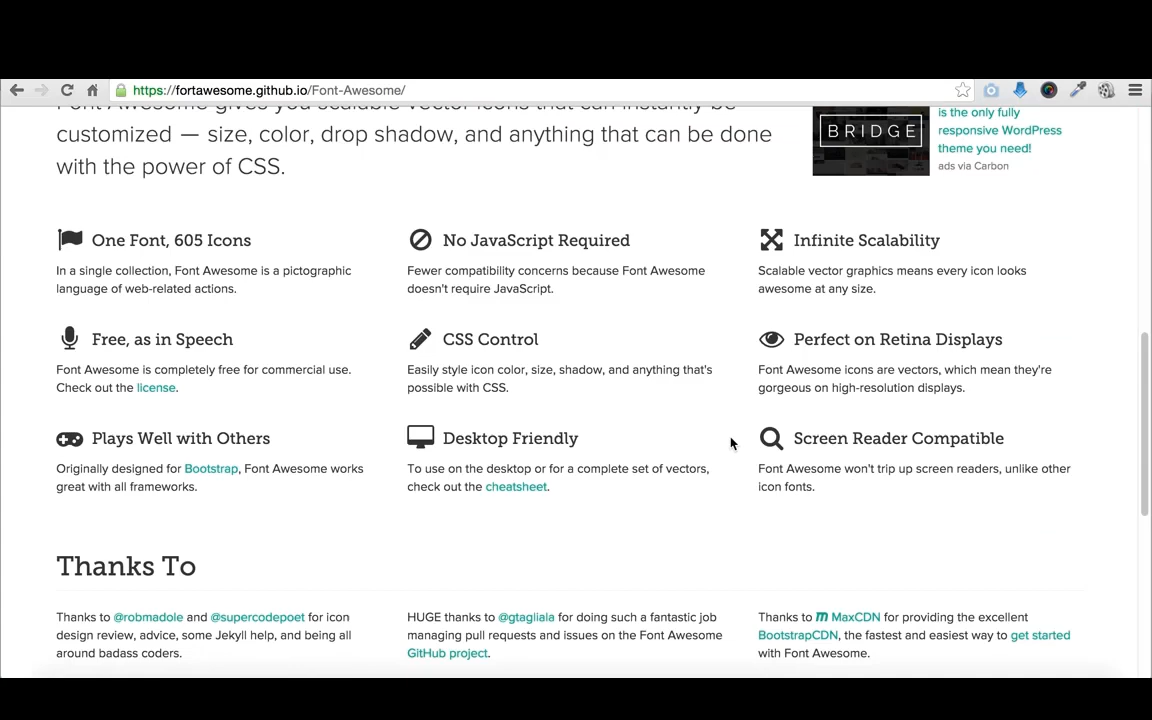 https://fortawesome.github.io/Font-Awesome/
Font Awesome gives you scalable vector icons that can instantly be
customized — size, color, drop shadow, and anything that can be done
with the power of CSS.
BRIDGE
is the only fully
responsive WordPress
theme you need!
ads via Carbon
One Font, 605 Icons
In a single collection, Font Awesome is a pictographic
language of web-related actions.
No JavaScript Required
Fewer compatibility concerns because Font Awesome
doesn't require JavaScript.
Infinite Scalability
Scalable vector graphics means every icon looks
awesome at any size.
Free, as in Speech
Font Awesome is completely free for commercial use.
Check out the license.
CSS Control
Easily style icon color, size, shadow, and anything that's
possible with CSS.
Perfect on Retina Displays
Font Awesome icons are vectors, which mean they're
gorgeous on high-resolution displays.
Plays Well with Others
Originally designed for Bootstrap, Font Awesome works
great with all frameworks.
Desktop Friendly
To use on the desktop or for a complete set of vectors,
check out the cheatsheet.
Screen Reader Compatible
Font Awesome won't trip up screen readers, unlike other
icon fonts.
Thanks To
Thanks to @robmadole and @supercodepoet for icon
design review, advice, some Jekyll help, and being all
around badass coders.
HUGE thanks to @gtagliala for doing such a fantastic job
managing pull requests and issues on the Font Awesome
GitHub project.
Thanks to MaxCDN for providing the excellent
BootstrapCDN, the fastest and easiest way to get started
with Font Awesome.